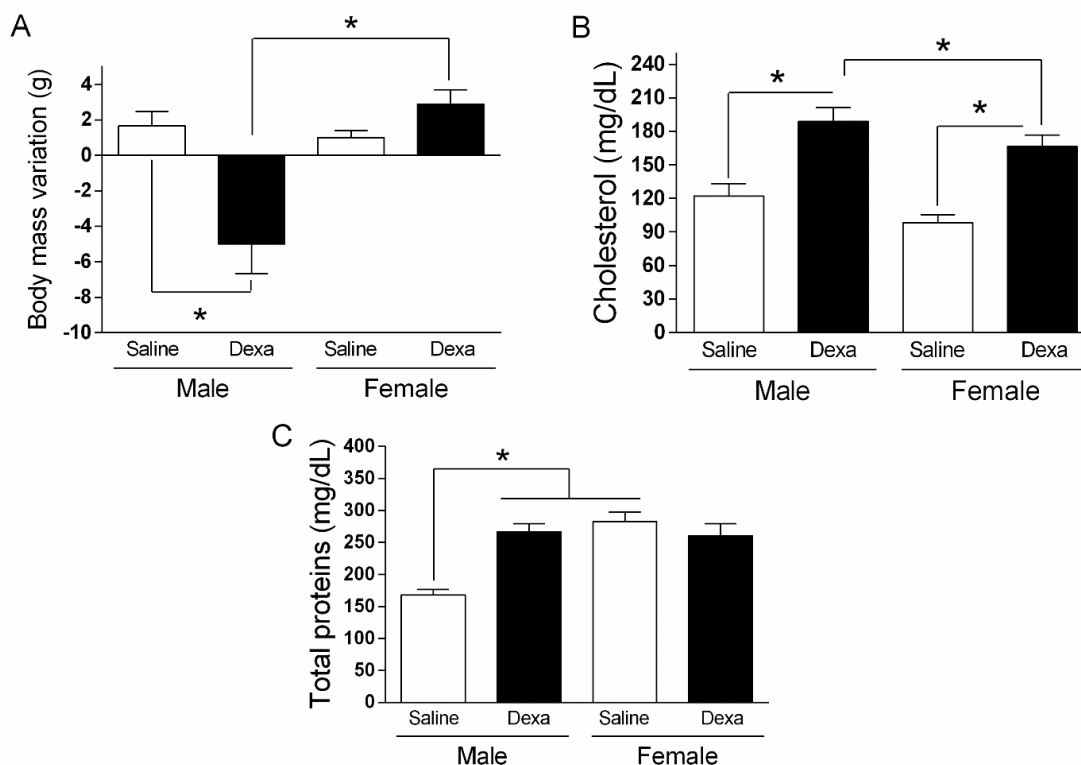 A
Body mass variation (g)
4
2
0
-2
-4
-6
-8
-10
*
*
Saline Dexa Saline Dexa
Male Female
B
Cholesterol (mg/dL)
240
210
180
150
120
90
60
30
0
*
*
*
Saline Dexa Saline Dexa
Male Female
C
Total proteins (mg/dL)
400
350
300
250
200
150
100
50
0
*
Saline Dexa Saline Dexa
Male Female